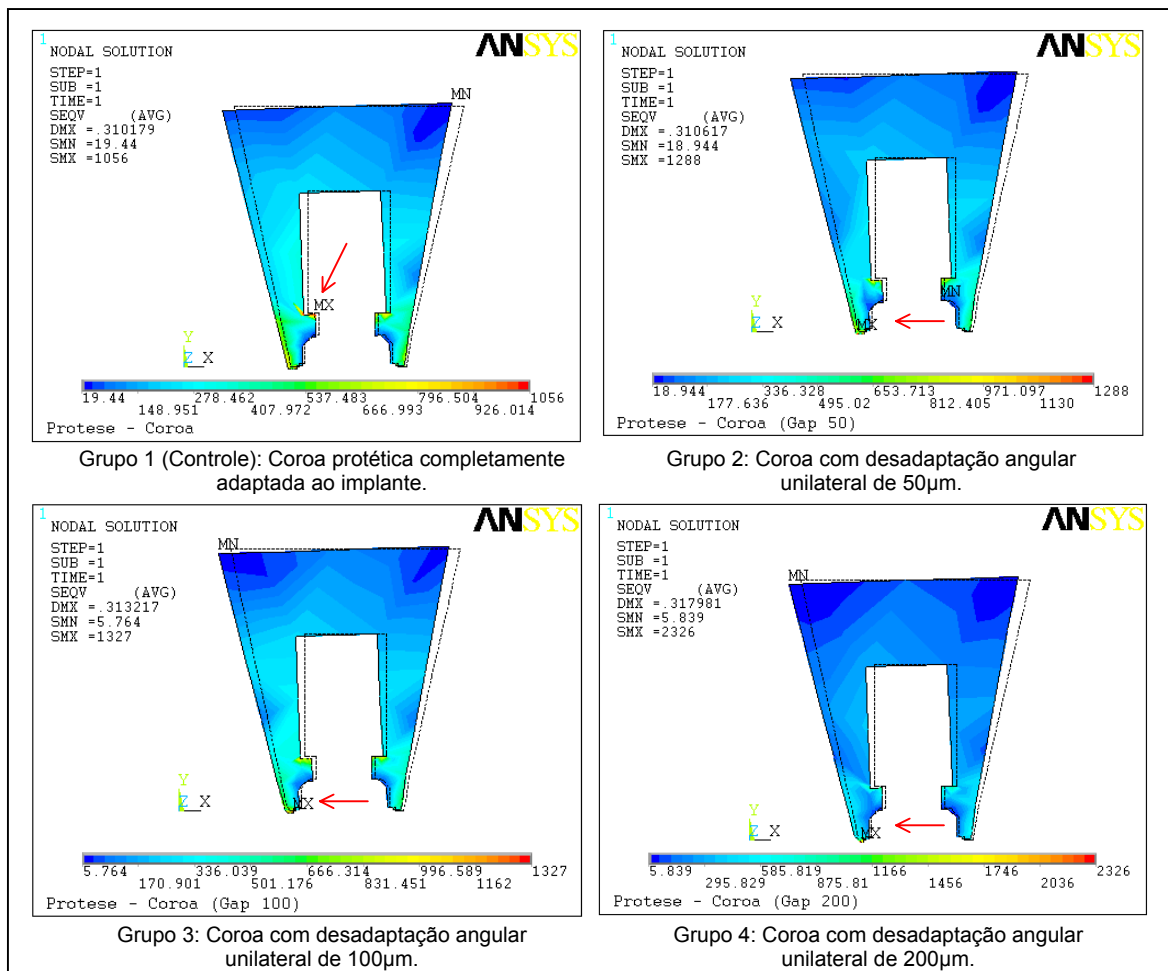 1
ANSYS
NODAL SOLUTION
STEP=1
SUB =1
TIME=1
SEQV (AVG)
DMX =.310179
SMN =19.44
SMX =1056
MN
MX
Y
Z X
19.44 278.462 537.483 796.504 1056
148.951 407.972 666.993 926.014
Protese - Coroa
Grupo 1 (Controle): Coroa protética completamente
adaptada ao implante.
1
ANSYS
NODAL SOLUTION
STEP=1
SUB =1
TIME=1
SEQV (AVG)
DMX =.310617
SMN =18.944
SMX =1288
MN
MX
Y
Z X
18.944 336.328 653.713 971.097 1288
177.636 495.02 812.405 1130
Protese - Coroa (Gap 50)
Grupo 2: Coroa com desadaptação angular
unilateral de 50µm.
1
ANSYS
NODAL SOLUTION
STEP=1
SUB =1
TIME=1
SEQV (AVG)
DMX =.313217
SMN =5.764
SMX =1327
MN
MX
Y
Z X
5.764 336.039 666.314 996.589 1327
170.901 501.176 831.451 1162
Protese - Coroa (Gap 100)
Grupo 3: Coroa com desadaptação angular
unilateral de 100µm.
1
ANSYS
NODAL SOLUTION
STEP=1
SUB =1
TIME=1
SEQV (AVG)
DMX =.317981
SMN =5.839
SMX =2326
MN
MX
Y
Z X
5.839 585.819 1166 1746 2326
295.829 875.81 1456 2036
Protese - Coroa (Gap 200)
Grupo 4: Coroa com desadaptação angular
unilateral de 200µm.